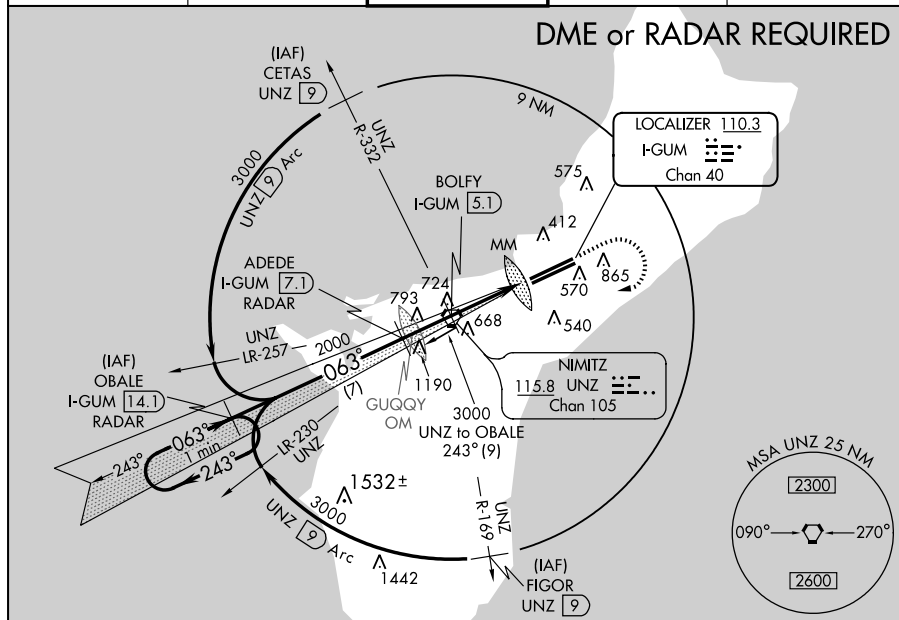 DME or RADAR REQUIRED
(IAF)
CETAS
UNZ 9
UNZ
R-332
9 NM
LOCALIZER 110.3
I-GUM
Chan 40
3000
UNZ 9 Arc
BOLFY
I-GUM 5.1
575
412
MM
ADEDE
I-GUM 7.1
RADAR
724
793
865
570
668
540
UNZ
LR-257
2000
063°
(7)
1190
GUQQY
OM
NIMITZ
115.8 UNZ
Chan 105
(IAF)
OBALE
I-GUM 14.1
RADAR
3000
UNZ to OBALE
243° (9)
063°
1 min
243°
243°
LR-230
UNZ
1532±
3000
UNZ 9 Arc
1442
UNZ
R-169
(IAF)
FIGOR
UNZ 9
MSA UNZ 25 NM
2300
090°
270°
2600